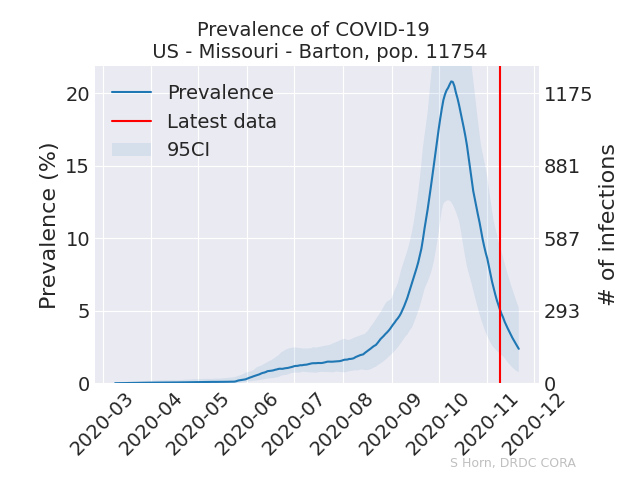 Prevalence of COVID-19
US - Missouri - Barton, pop. 11754
Prevalence
Latest data
95CI
Prevalence (%)
20
15
10
5
0
1175
881
587
293
0
# of infections
2020-03
2020-04
2020-05
2020-06
2020-07
2020-08
2020-09
2020-10
2020-11
2020-12
S Horn, DRDC CORA